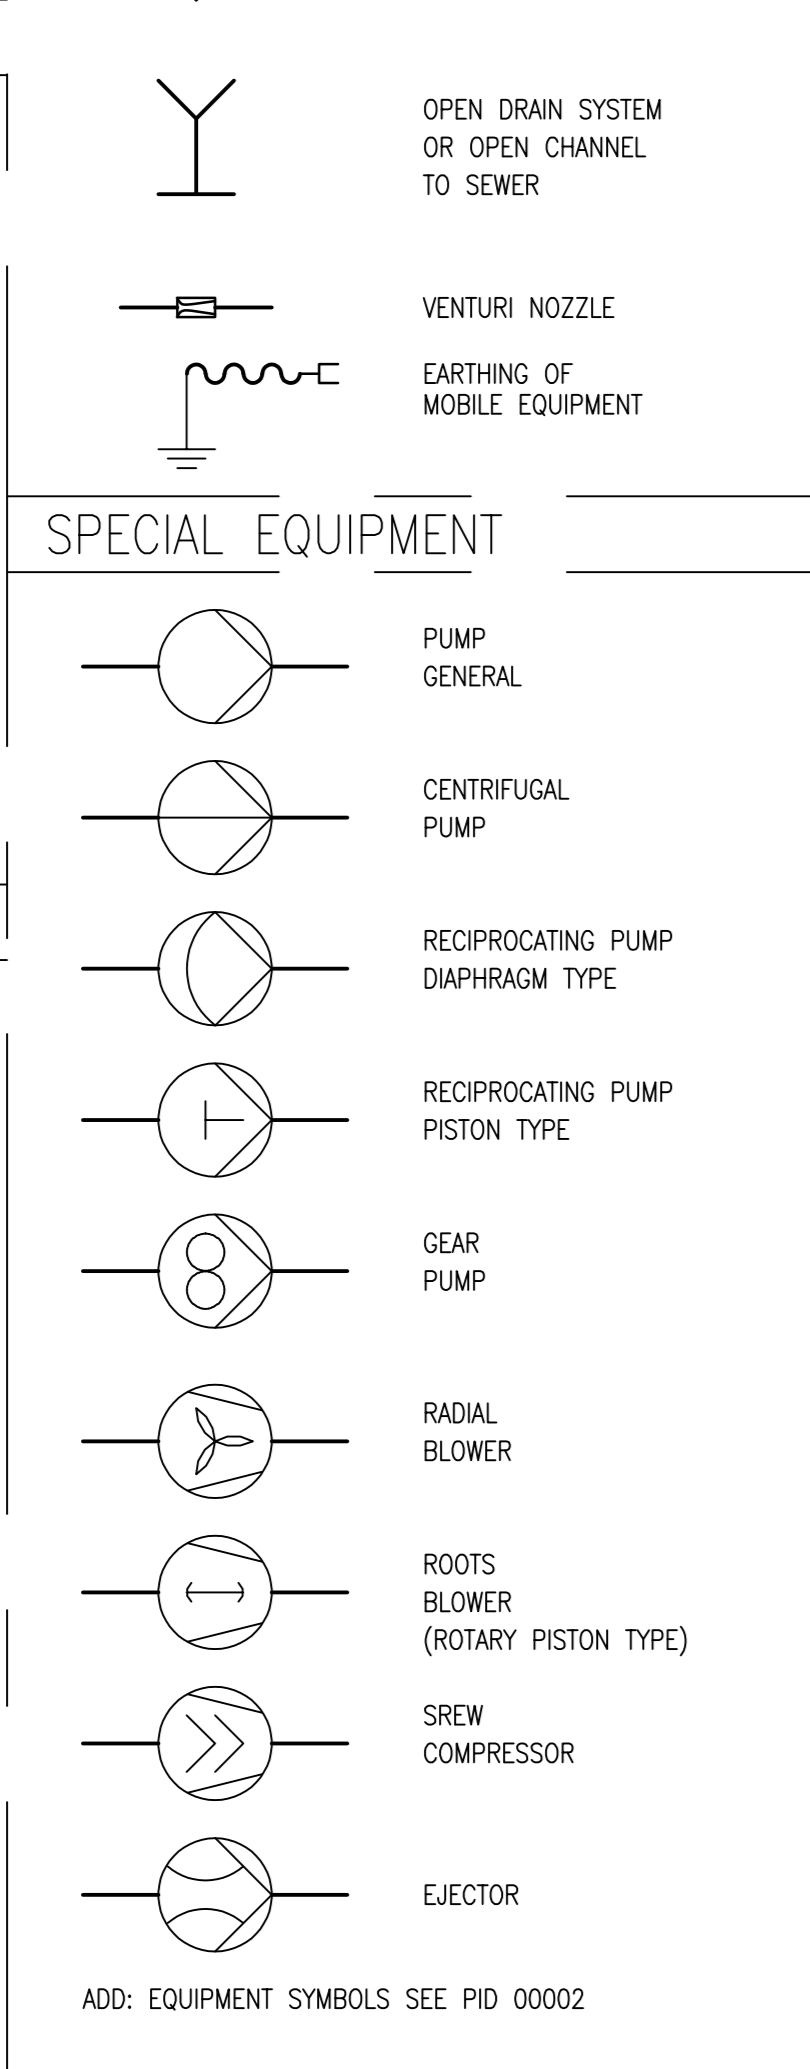 OPEN DRAIN SYSTEM
OR OPEN CHANNEL
TO SEWER
VENTURI NOZZLE
EARTHING OF
MOBILE EQUIPMENT
SPECIAL EQUIPMENT
PUMP
GENERAL
CENTRIFUGAL
PUMP
RECIPROCATING PUMP
DIAPHRAGM TYPE
RECIPROCATING PUMP
PISTON TYPE
GEAR
PUMP
RADIAL
BLOWER
ROOTS
BLOWER
(ROTARY PISTON TYPE)
SREW
COMPRESSOR
EJECTOR
ADD: EQUIPMENT SYMBOLS SEE PID 00002